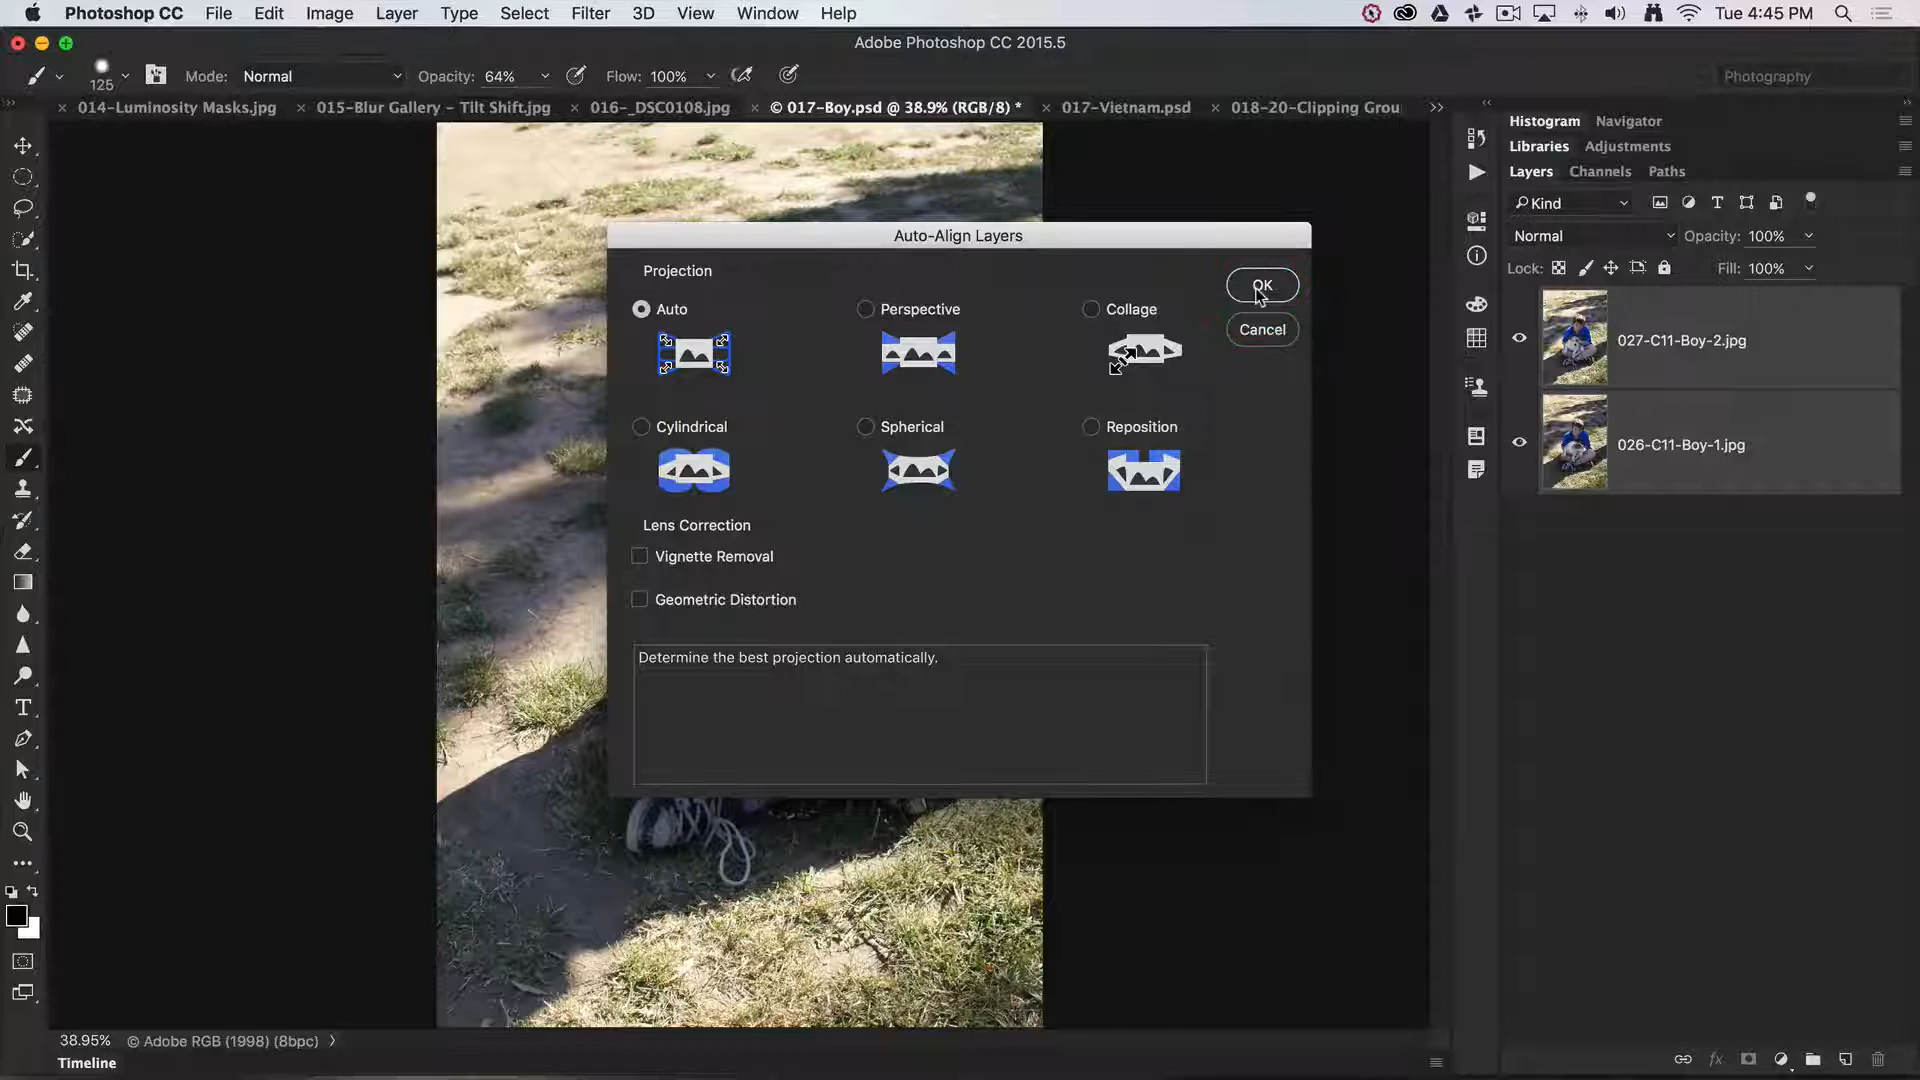 Photoshop CC File Edit Image Layer Type Select Filter 3D View Window Help Tue 4:45 PM
Adobe Photoshop CC 2015.5
125 Mode: Normal Opacity: 64% Flow: 100% Photography
014-Luminosity Masks.jpg 015-Blur Gallery - Tilt Shift.jpg 016-_DSC0108.jpg © 017-Boy.psd @ 38.9% (RGB/8) * 017-Vietnam.psd 018-20-Clipping Grou
Histogram Navigator
Libraries Adjustments
Layers Channels Paths
Kind
Normal Opacity: 100%
Lock: Fill: 100%
027-C11-Boy-2.jpg
026-C11-Boy-1.jpg
Auto-Align Layers
Projection
OK
Cancel
Auto Perspective Collage
Cylindrical Spherical Reposition
Lens Correction
Vignette Removal
Geometric Distortion
Determine the best projection automatically.
38.95% © Adobe RGB (1998) (8bpc)
Timeline
fx